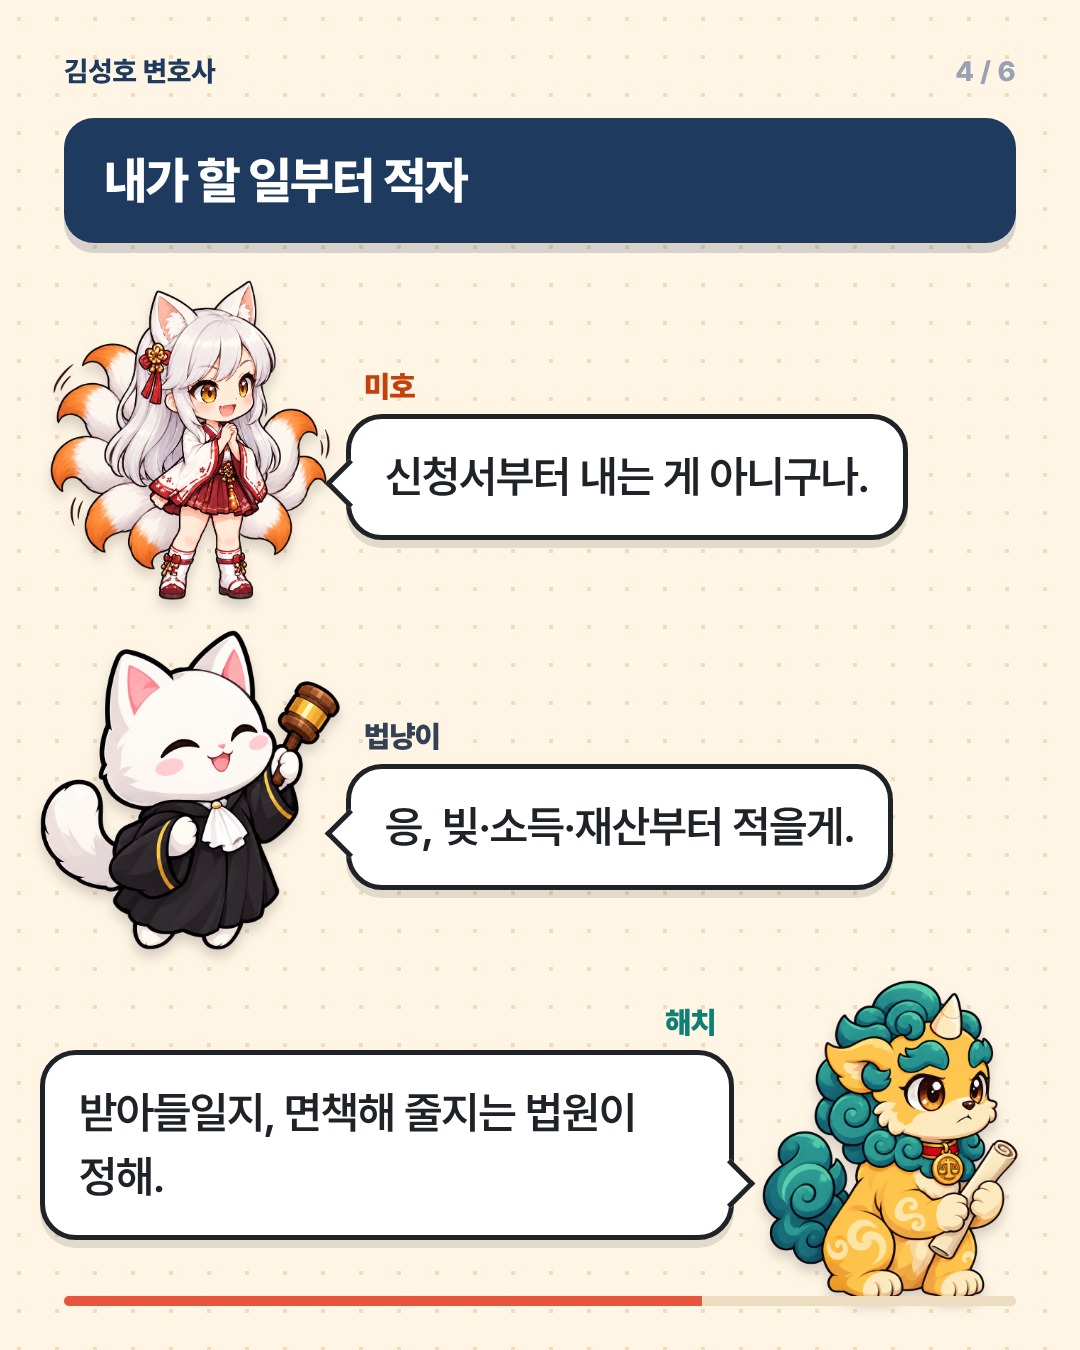 김성호 변호사
4 / 6
내가 할 일부터 적자
미호
신청서부터 내는 게 아니구나.
법냥이
응, 빚·소득·재산부터 적을게.
해치
받아들일지, 면책해 줄지는 법원이
정해.